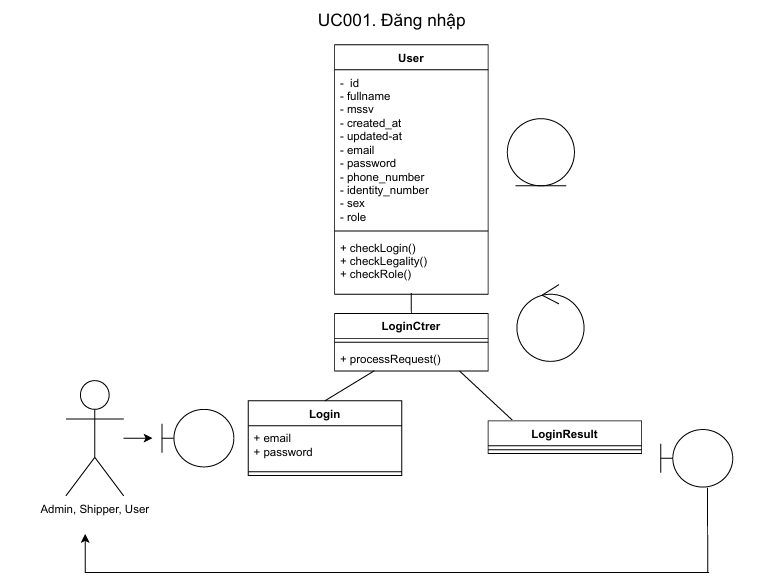 UC001. Đăng nhập
User
- id
- fullname
- mssv
- created_at
- updated-at
- email
- password
- phone_number
- identity_number
- sex
- role
+ checkLogin()
+ checkLegality()
+ checkRole()
LoginCtrer
+ processRequest()
Login
+ email
+ password
LoginResult
Admin, Shipper, User